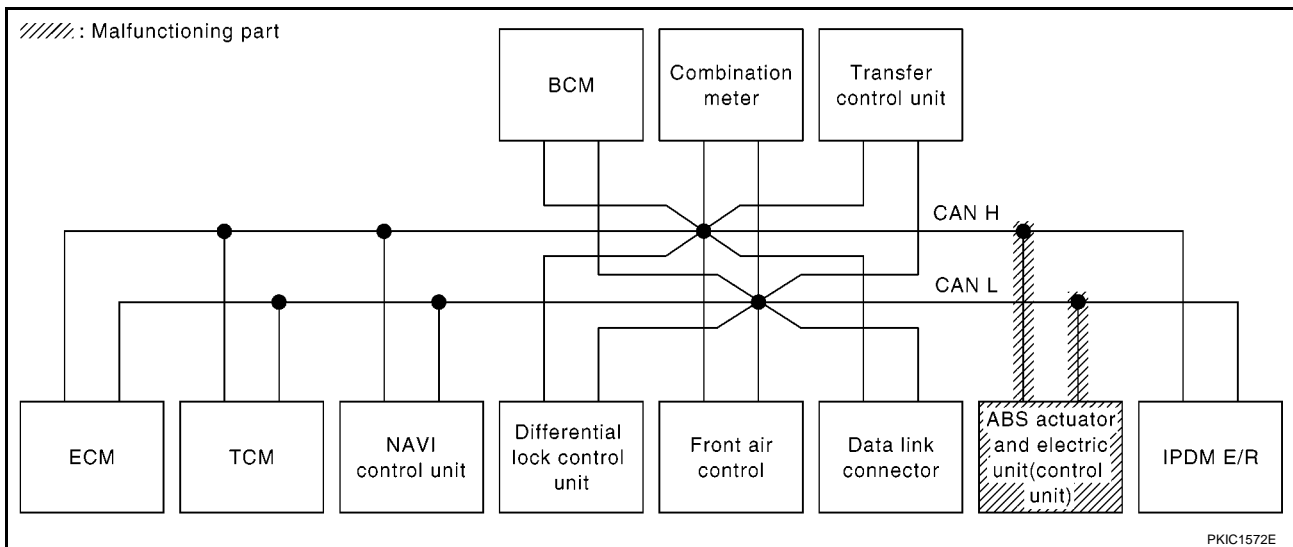 : Malfunctioning part
BCM
Combination
meter
Transfer
control unit
CAN H
CAN L
ECM
TCM
NAVI
control unit
Differential
lock control
unit
Front air
control
Data link
connector
ABS actuator
and electric
unit(control
unit)
IPDM E/R
PKIC1572E